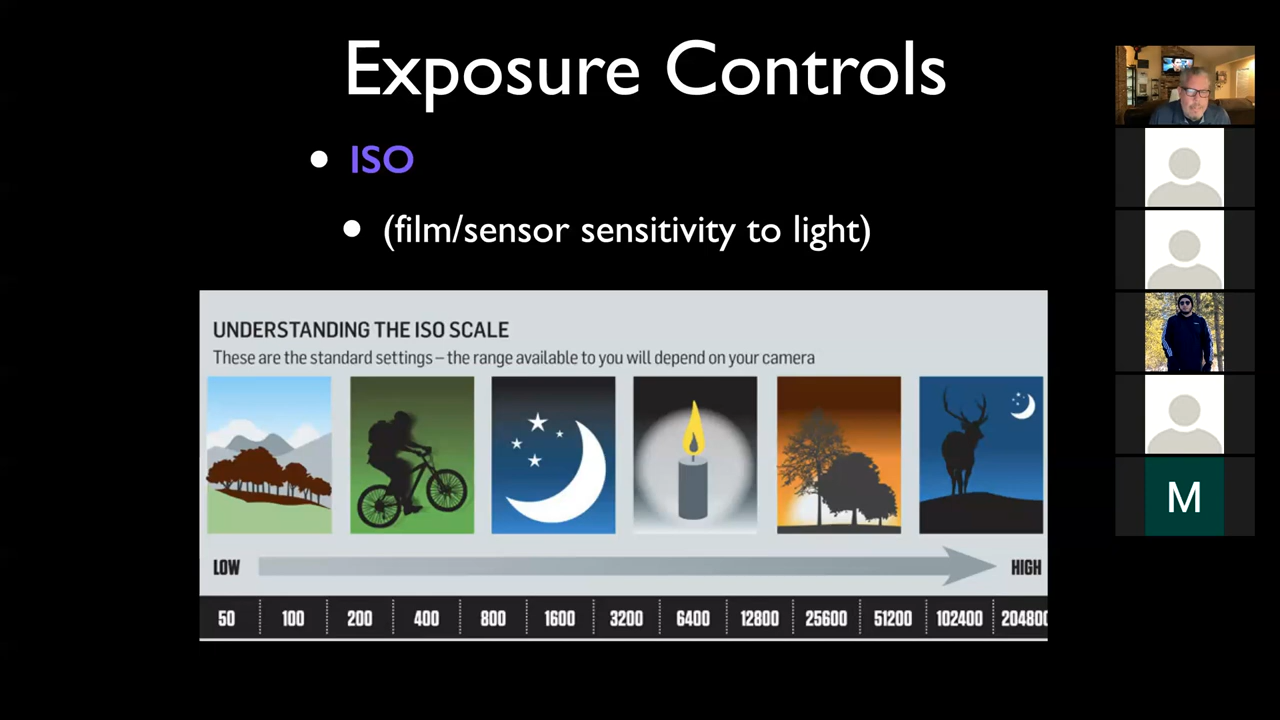 Exposure Controls
• ISO
• (film/sensor sensitivity to light)
UNDERSTANDING THE ISO SCALE
These are the standard settings – the range available to you will depend on your camera
LOW HIGH
50 100 200 400 800 1600 3200 6400 12800 25600 51200 102400 204800
M